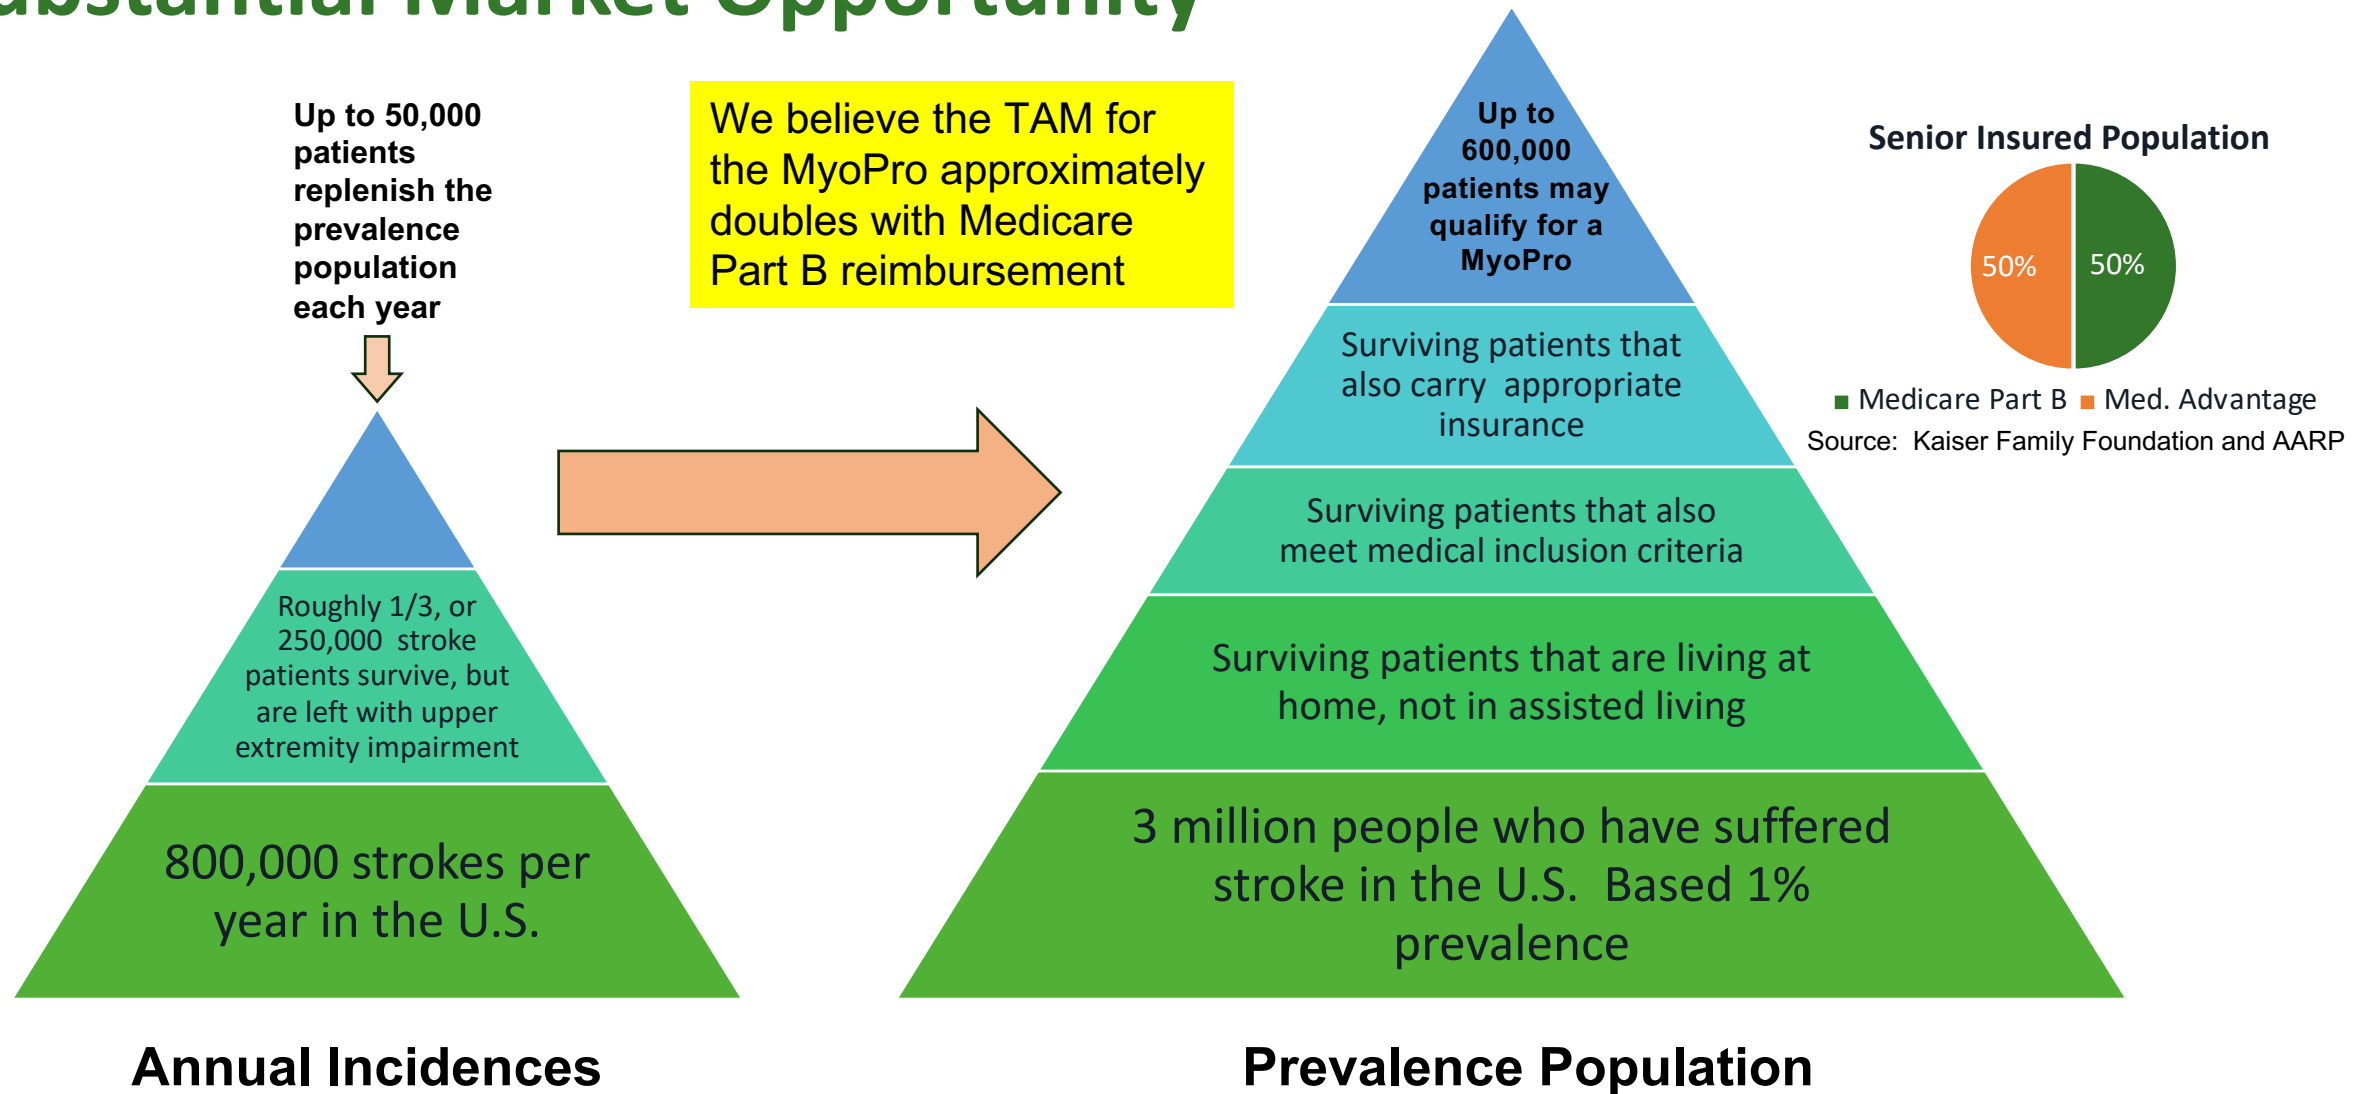 Market Opportunity
Up to 50,000
patients
replenish the
prevalence
population
each year
We believe the TAM for
the MyoPro approximately
doubles with Medicare
Part B reimbursement
Roughly 1/3, or
250,000 stroke
patients survive, but
are left with upper
extremity impairment
800,000 strokes per
year in the U.S.
Annual Incidences
Up to
600,000
patients may
qualify for a
MyoPro
Surviving patients that
also carry appropriate
insurance
Surviving patients that also
meet medical inclusion criteria
Surviving patients that are living at
home, not in assisted living
3 million people who have suffered
stroke in the U.S. Based 1%
prevalence
Prevalence Population
Senior Insured Population
50% 50%
Medicare Part B Med. Advantage
Source: Kaiser Family Foundation and AARP